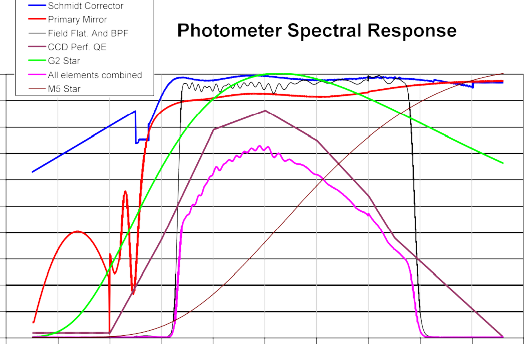 Schmidt Corrector
Primary Mirror
Field Flat. And BPF
CCD Perf. QE
G2 Star
All elements combined
M5 Star
Photometer Spectral Response